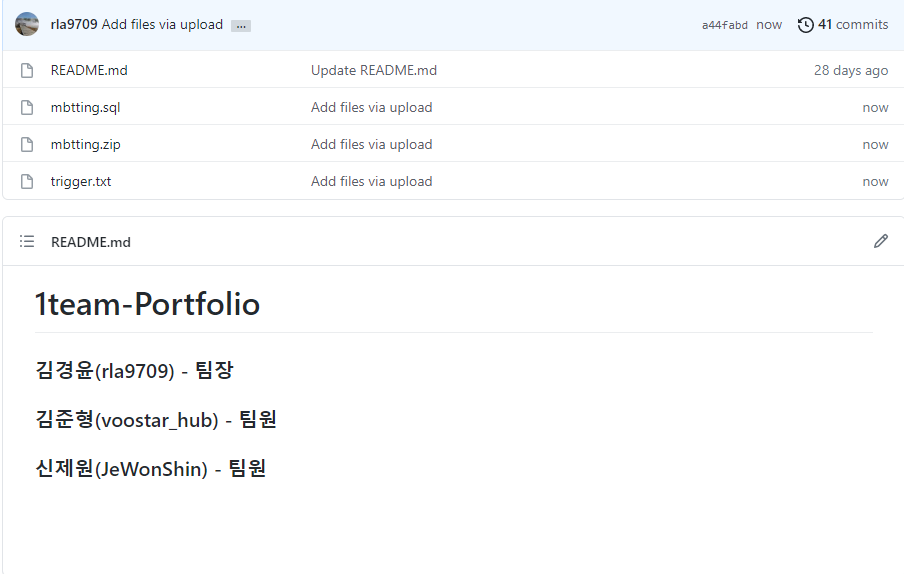 rla9709 Add files via upload ... a44fabd now 41 commits
README.md Update README.md 28 days ago
mbtting.sql Add files via upload now
mbtting.zip Add files via upload now
trigger.txt Add files via upload now
README.md
1team-Portfolio
김경윤(rla9709) - 팀장
김준형(voostar_hub) - 팀원
신제원(JeWonShin) - 팀원